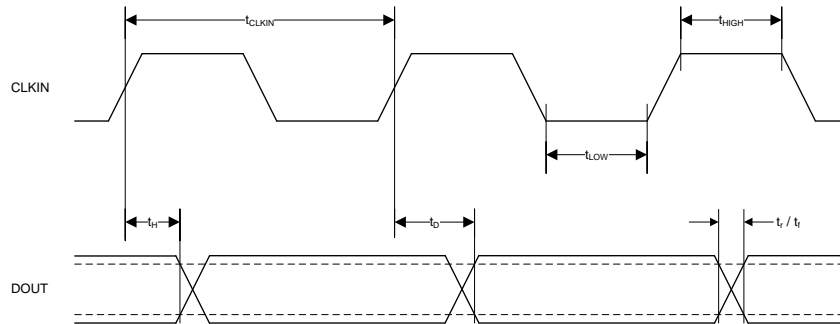 tCLKIN
tHIGH
CLKIN
tLOW
tH
tD
tr / tf
DOUT